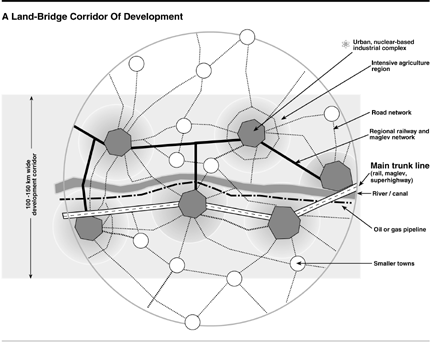 A Land-Bridge Corridor Of Development
Urban, nuclear-based
industrial complex
Intensive agriculture
region
Road network
Regional railway and
maglev network
Main trunk line
(rail, maglev,
superhighway)
River / canal
Oil or gas pipeline
Smaller towns
100 -150 km wide
development corridor